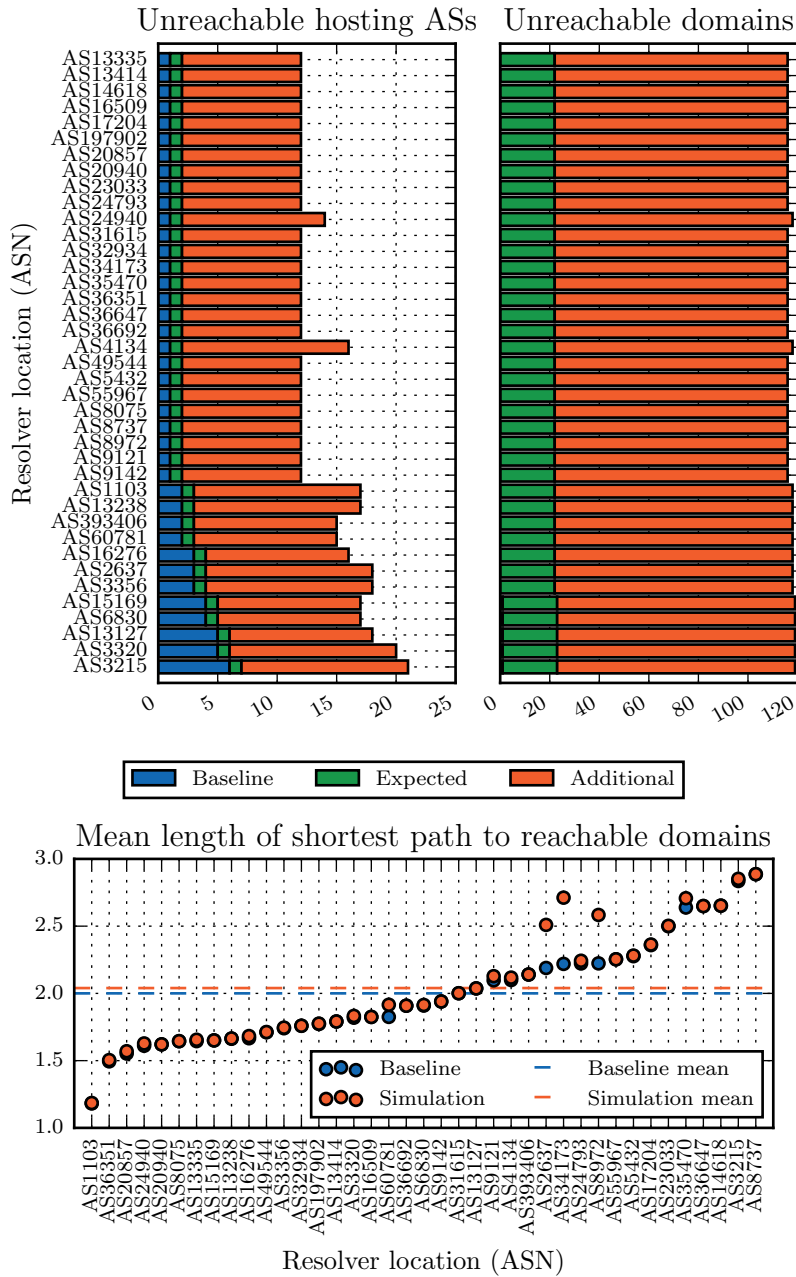 Unreachable hosting ASs
Unreachable domains
Resolver location (ASN)
AS13335
AS13414
AS14618
AS16509
AS17204
AS197902
AS20857
AS20940
AS23033
AS24793
AS24940
AS31615
AS32934
AS34173
AS35470
AS36351
AS36647
AS36692
AS4134
AS49544
AS5432
AS55967
AS8075
AS8737
AS8972
AS9121
AS9142
AS1103
AS13238
AS393406
AS60781
AS16276
AS2637
AS3356
AS15169
AS6830
AS13127
AS3320
AS3215
0 5 10 15 20 25
0 20 40 60 80 100 120
Baseline Expected Additional
Mean length of shortest path to reachable domains
3.0
2.5
2.0
1.5
1.0
Baseline Baseline mean
Simulation Simulation mean
AS1103
AS36351
AS20857
AS24940
AS20940
AS8075
AS13335
AS15169
AS13238
AS16276
AS49544
AS3356
AS32934
AS197902
AS13414
AS3320
AS16509
AS60781
AS36692
AS6830
AS9142
AS31615
AS13127
AS9121
AS4134
AS393406
AS2637
AS34173
AS24793
AS8972
AS55967
AS5432
AS17204
AS23033
AS35470
AS36647
AS14618
AS3215
AS8737
Resolver location (ASN)